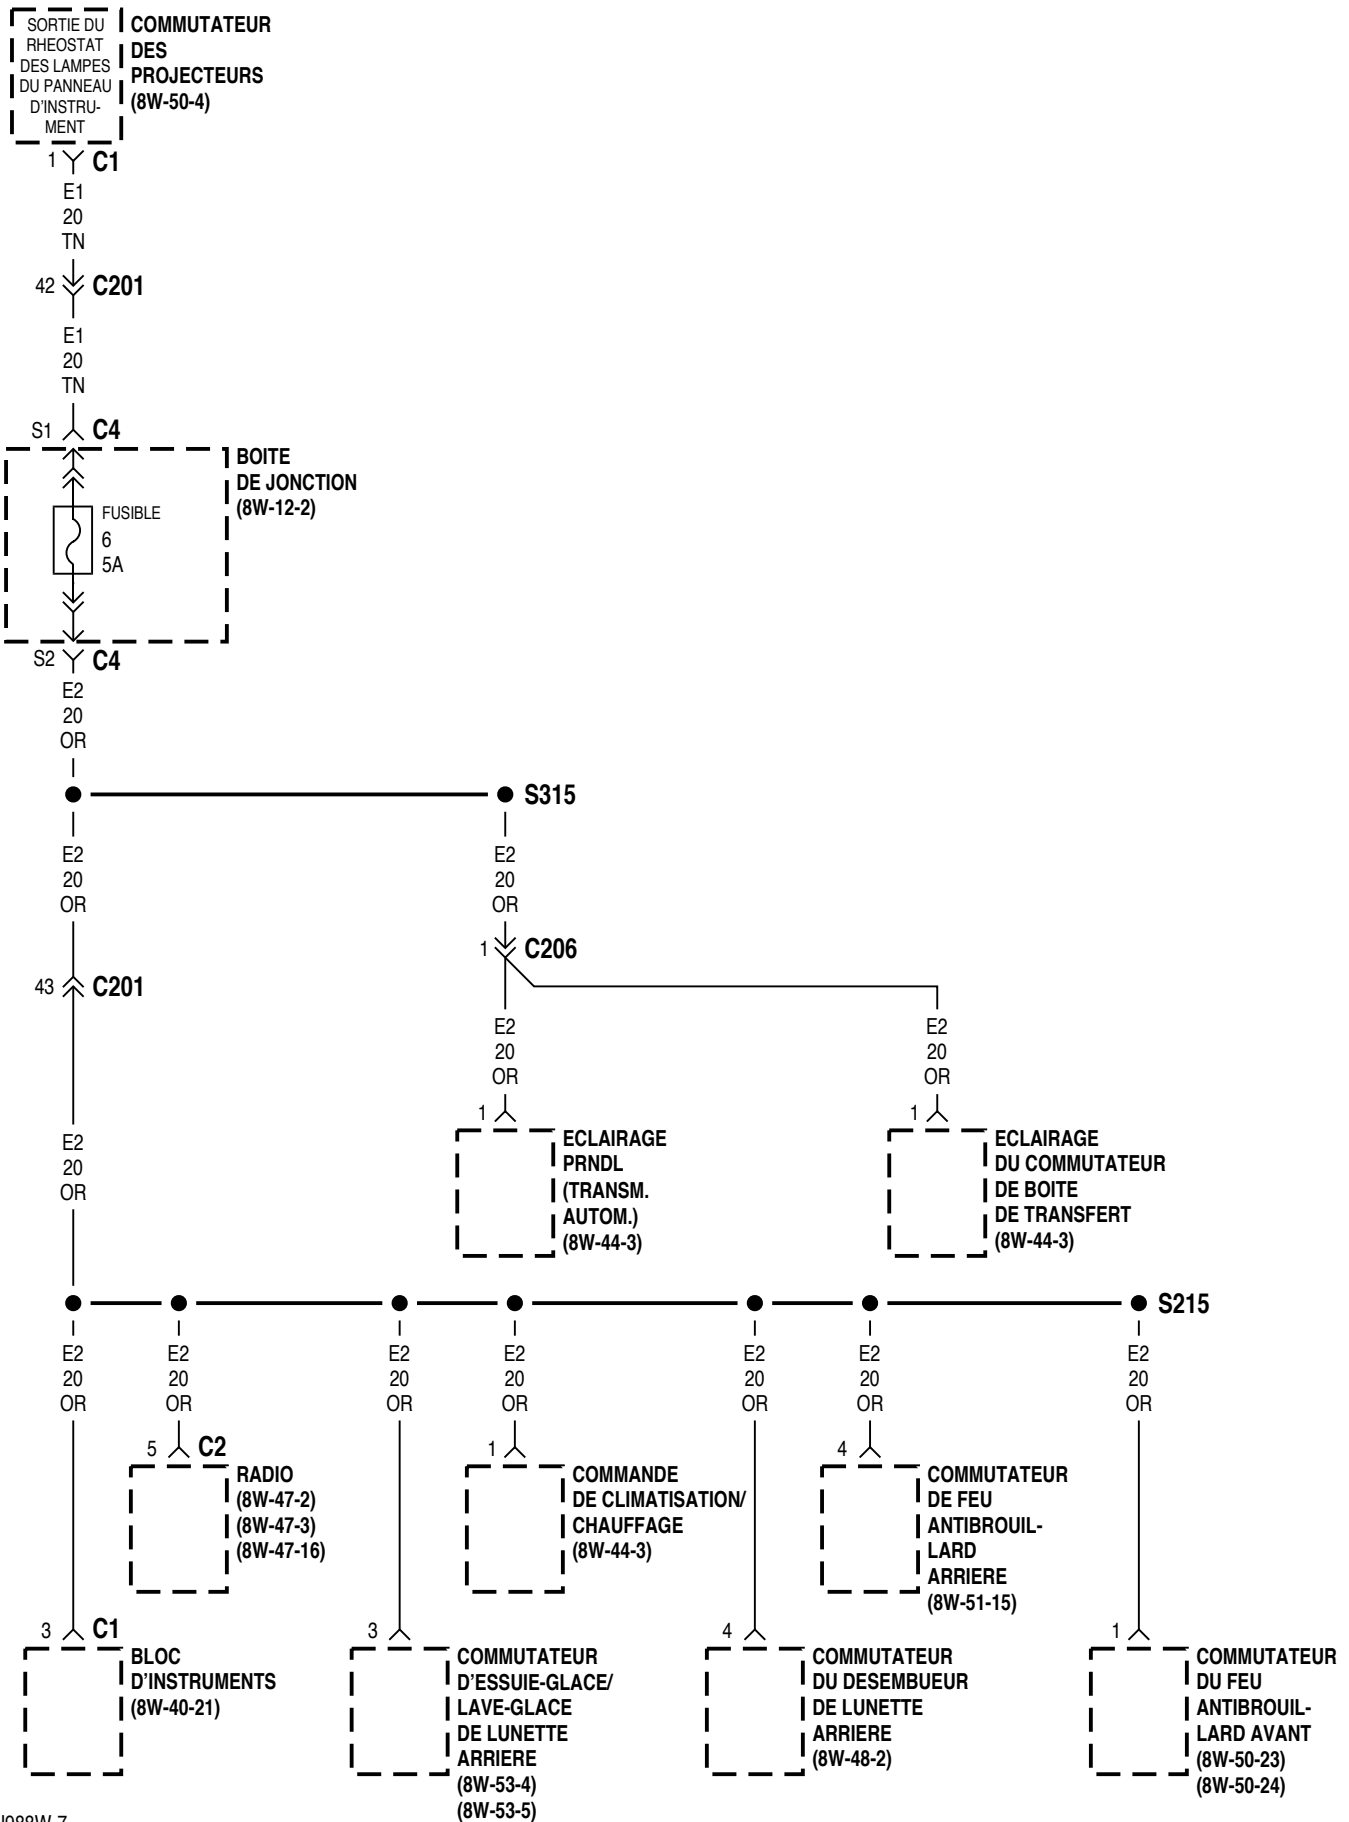 SORTIE DU
RHEOSTAT
DES LAMPES
DU PANNEAU
D'INSTRU-
MENT
COMMUTATEUR
DES
PROJECTEURS
(8W-50-4)
1 C1
E1
20
TN
42 C201
E1
20
TN
S1 C4
BOITE
DE JONCTION
(8W-12-2)
FUSIBLE
6
5A
S2 C4
E2
20
OR
S315
E2
20
OR
E2
20
OR
1 C206
43 C201
E2
20
OR
E2
20
OR
1
ECLAIRAGE
PRNDL
(TRANSM.
AUTOM.)
(8W-44-3)
1
ECLAIRAGE
DU COMMUTATEUR
DE BOITE
DE TRANSFERT
(8W-44-3)
E2
20
OR
S215
E2
20
OR
E2
20
OR
E2
20
OR
E2
20
OR
E2
20
OR
E2
20
OR
E2
20
OR
5 C2
RADIO
(8W-47-2)
(8W-47-3)
(8W-47-16)
1
COMMANDE
DE CLIMATISATION/
CHAUFFAGE
(8W-44-3)
4
COMMUTATEUR
DE FEU
ANTIBROUIL-
LARD
ARRIERE
(8W-51-15)
3 C1
BLOC
D'INSTRUMENTS
(8W-40-21)
3
COMMUTATEUR
D'ESSUIE-GLACE/
LAVE-GLACE
DE LUNETTE
ARRIERE
(8W-53-4)
(8W-53-5)
4
COMMUTATEUR
DU DESEMBUEUR
DE LUNETTE
ARRIERE
(8W-48-2)
1
COMMUTATEUR
DU FEU
ANTIBROUIL-
LARD AVANT
(8W-50-23)
(8W-50-24)